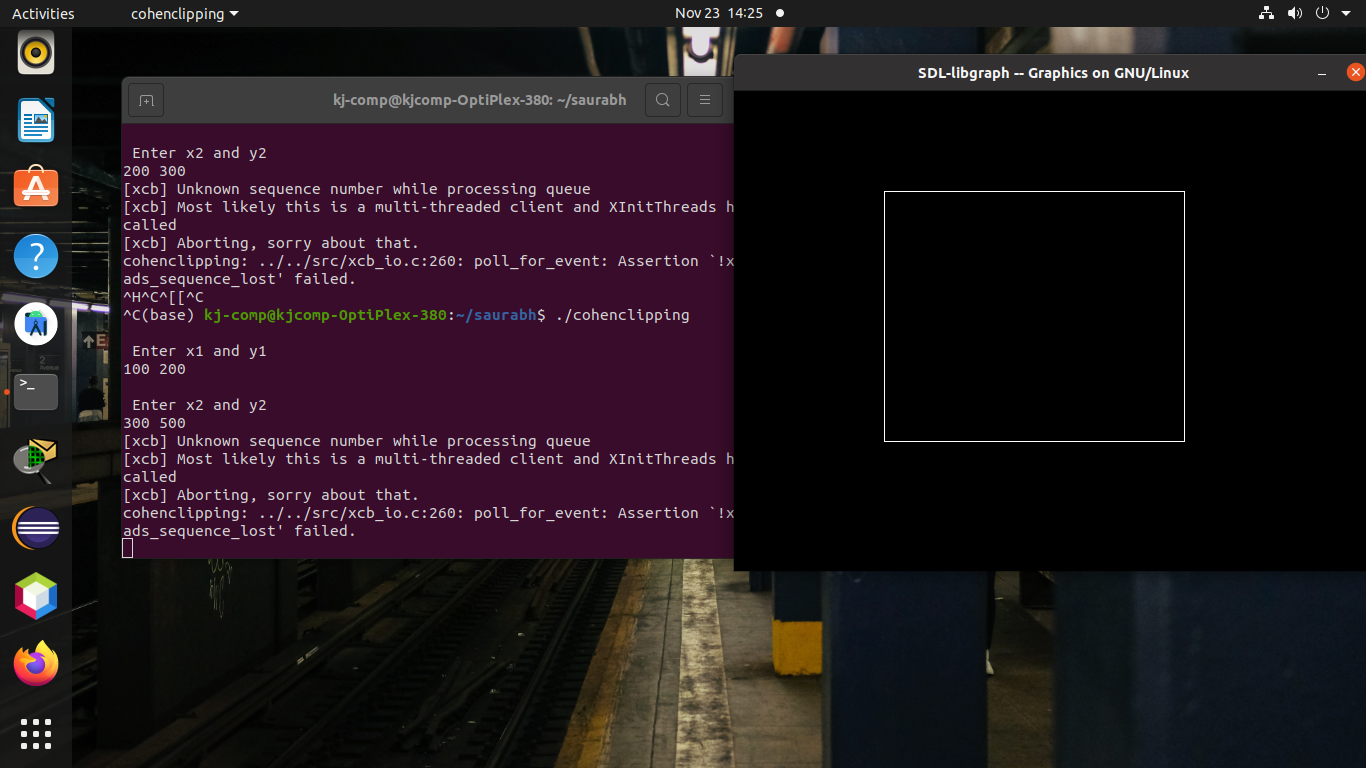 Activities
cohenclipping
Nov 23 14:25
kj-comp@kjcomp-OptiPlex-380: ~/saurabh
Enter x2 and y2
200 300
[xcb] Unknown sequence number while processing queue
[xcb] Most likely this is a multi-threaded client and XInitThreads h
called
[xcb] Aborting, sorry about that.
cohenclipping: ../../src/xcb_io.c:260: poll_for_event: Assertion `!x
ads_sequence_lost' failed.
^H^C^[[^C
^C(base) kj-comp@kjcomp-OptiPlex-380:~/saurabh$ ./cohenclipping
Enter x1 and y1
100 200
Enter x2 and y2
300 500
[xcb] Unknown sequence number while processing queue
[xcb] Most likely this is a multi-threaded client and XInitThreads h
called
[xcb] Aborting, sorry about that.
cohenclipping: ../../src/xcb_io.c:260: poll_for_event: Assertion `!x
ads_sequence_lost' failed.
SDL-libgraph -- Graphics on GNU/Linux
>_